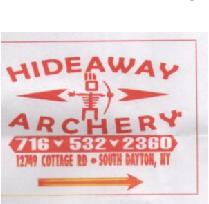 HIDEAWAY
ARCHERY
716 ▾ 532 ▾ 2360
12749 COTTAGE RD • SOUTH DAYTON, NY